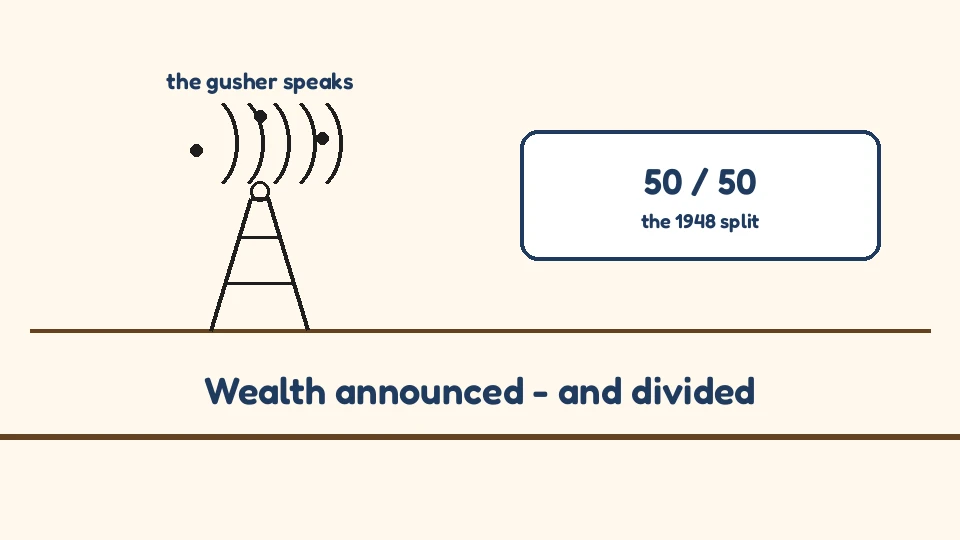 the gusher speaks
50 / 50
the 1948 split
Wealth announced - and divided